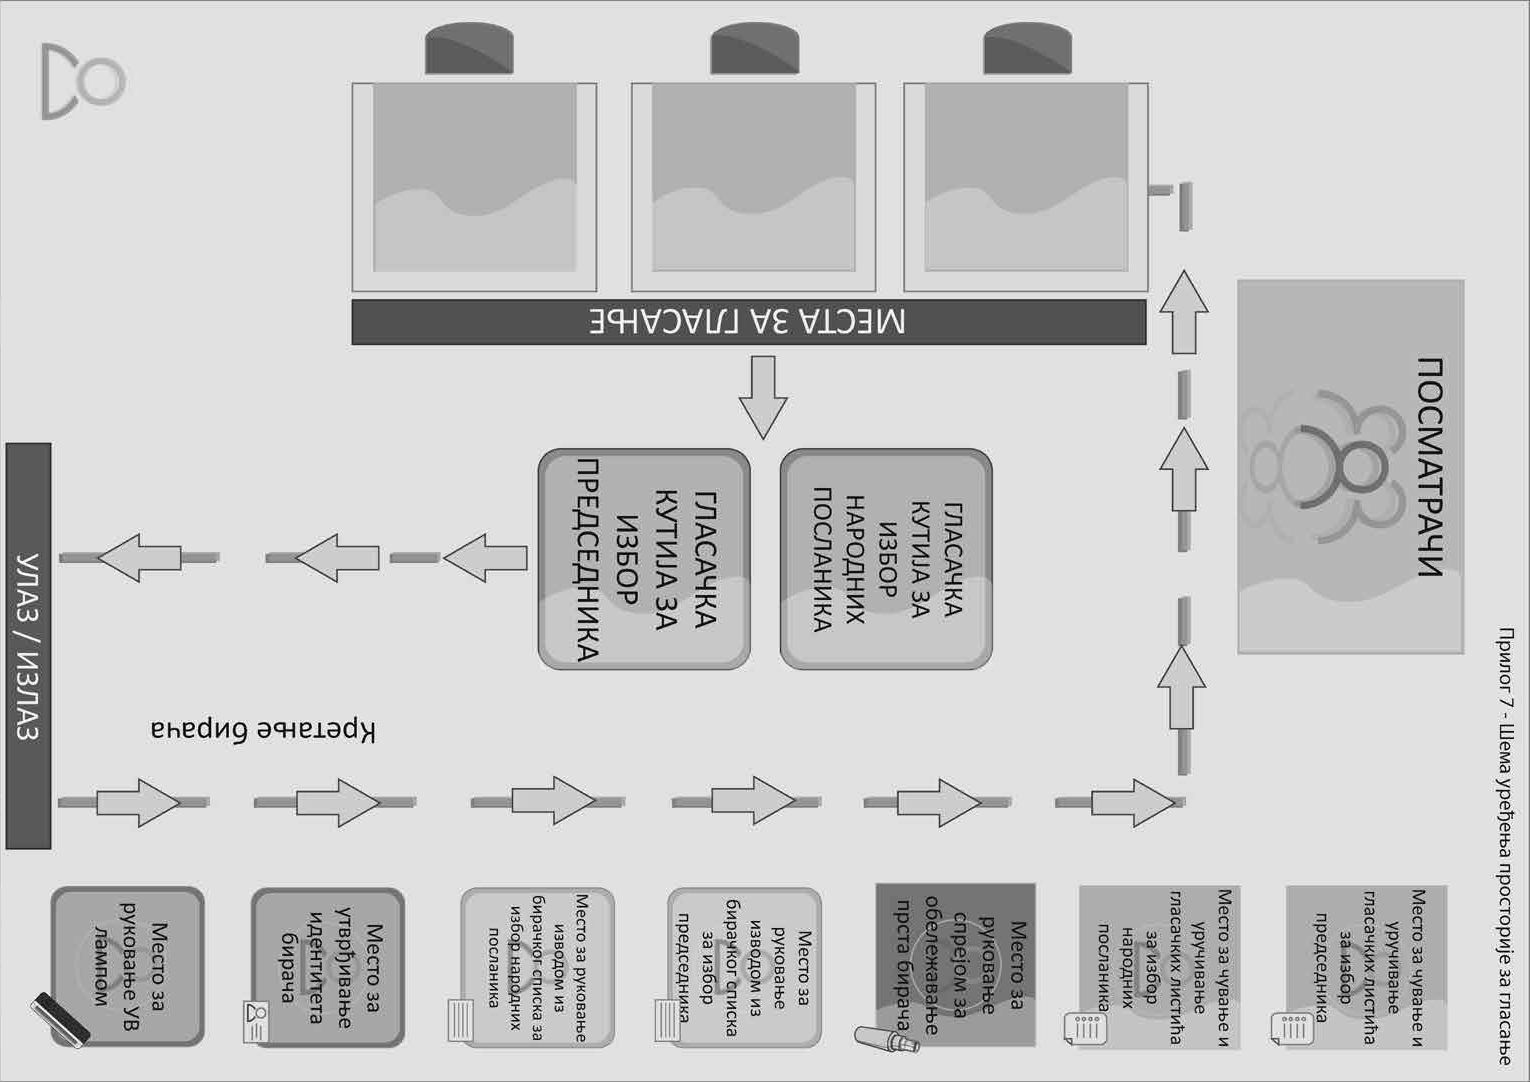 Прилог 7 - Шема уређења просторије за гласање
ПОСМАТРАЧИ
МЕСТА ЗА ГЛАСАЊЕ
ГЛАСАЧКА
КУТИЈА ЗА
ИЗБОР
НАРОДНИХ
ПОСЛАНИКА
ГЛАСАЧКА
КУТИЈА ЗА
ИЗБОР
ПРЕДСЕДНИКА
УЛАЗ / ИЗЛАЗ
Кретање бирача
Место за
руковање УВ
лампом
Место за
утврђивање
идентитета
бирача
Место за руковање
изводом из
бирачког списка за
избор народних
посланика
Место за
руковање
изводом из
бирачког списка
за избор
председника
Место за
руковање
спрејом за
обележавање
прста бирача
Место за чување и
уручивање
гласачких листића
за избор
народних
посланика
Место за чување и
уручивање
гласачких листића
за избор
председника